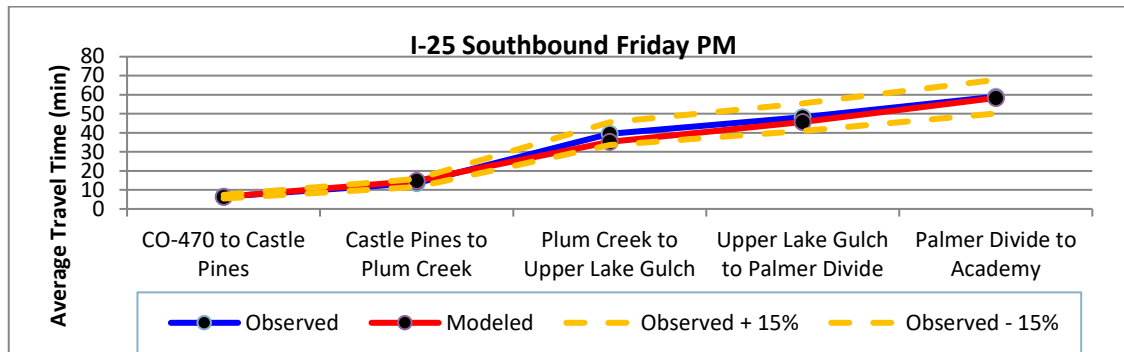 I-25 Southbound Friday PM
Average Travel Time (min)
80
70
60
50
40
30
20
10
0
CO-470 to Castle
Pines
Castle Pines to
Plum Creek
Plum Creek to
Upper Lake Gulch
Upper Lake Gulch
to Palmer Divide
Palmer Divide to
Academy
Observed
Modeled
Observed + 15%
Observed - 15%